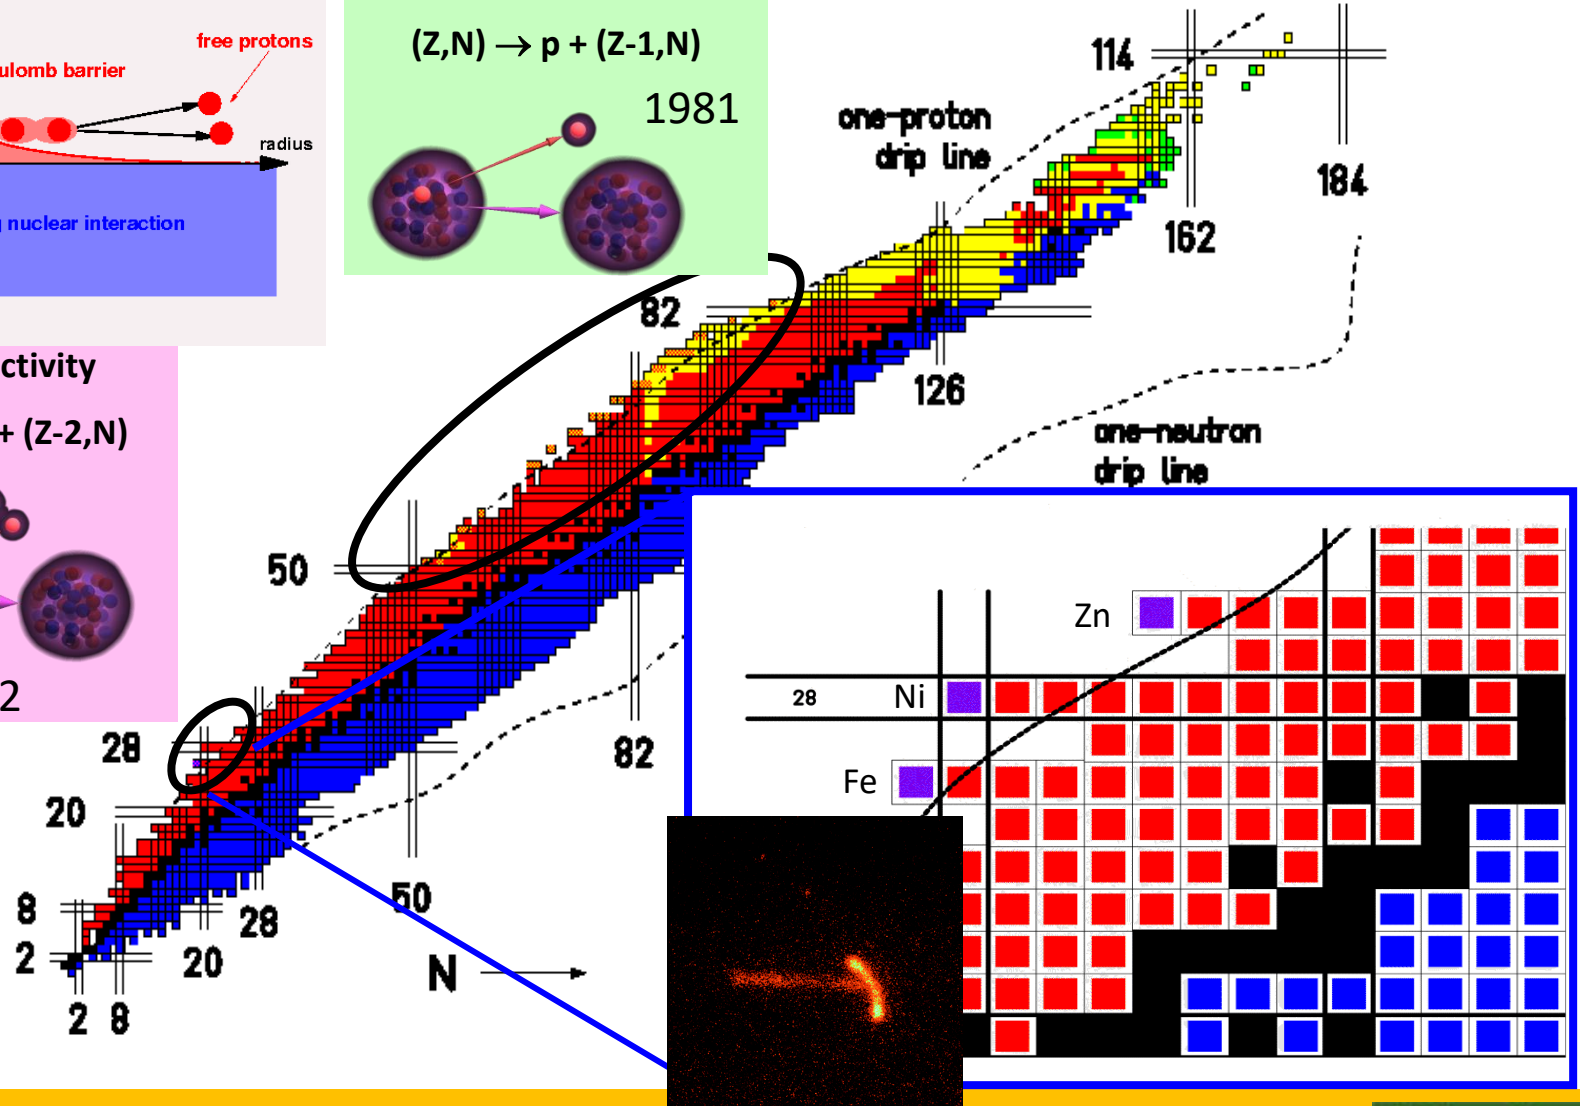 free protons
ulomb barrier
radius
nuclear interaction
(Z,N) → p + (Z-1,N)
1981
ctivity
+ (Z-2,N)
2
114
one-proton
drip line
184
162
82
126
one-neutron
drip line
50
28
82
20
50
8
28
2
20
N
2 8
Zn
28 Ni
Fe